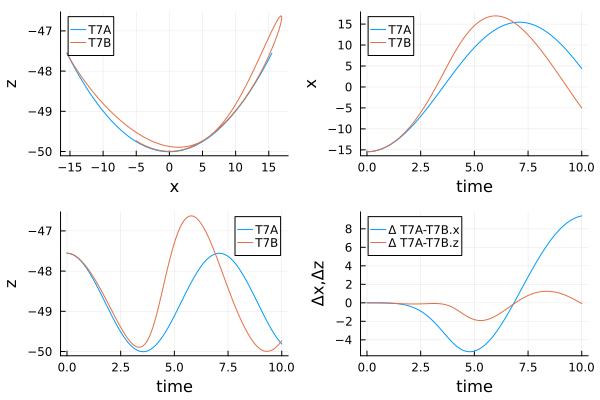 T7A
T7B
z
−47
−48
−49
−50
−15 −10 −5 0 5 10 15
x
T7A
T7B
x
15
10
5
0
−5
−10
−15
0.0 2.5 5.0 7.5 10.0
time
T7A
T7B
z
−47
−48
−49
−50
0.0 2.5 5.0 7.5 10.0
time
Δ T7A-T7B.x
Δ T7A-T7B.z
Δx,Δz
8
6
4
2
0
−2
−4
0.0 2.5 5.0 7.5 10.0
time